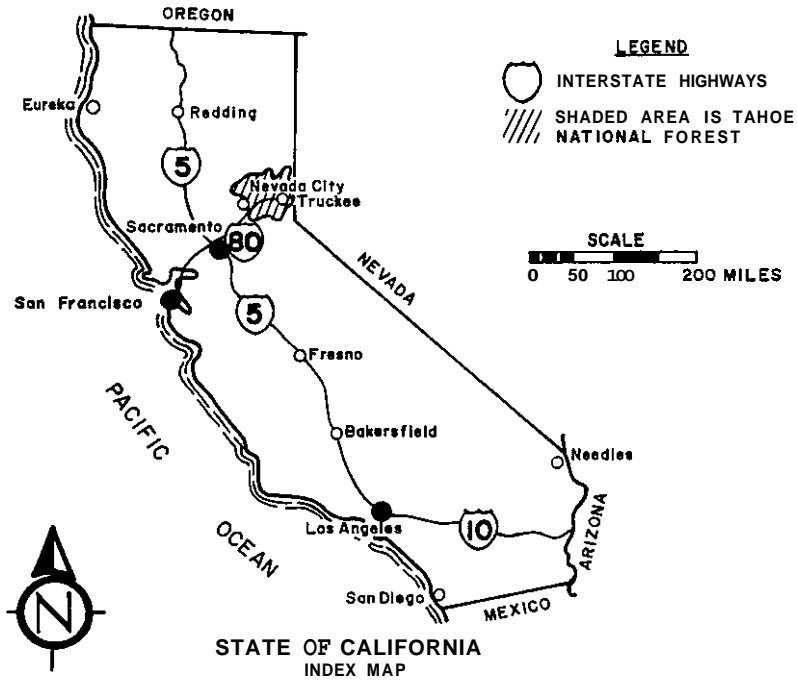 OREGON
LEGEND
INTERSTATE HIGHWAYS
SHADED AREA IS TAHOE
NATIONAL FOREST
Eureka
Redding
5
Nevada City
Truckee
Sacramento
80
SCALE
0 50 100 200 MILES
NEVADA
San Francisco
5
Fresno
PACIFIC
Bakersfield
Needles
Los Angeles
10
ARIZONA
OCEAN
San Diego
MEXICO
N
STATE OF CALIFORNIA
INDEX MAP